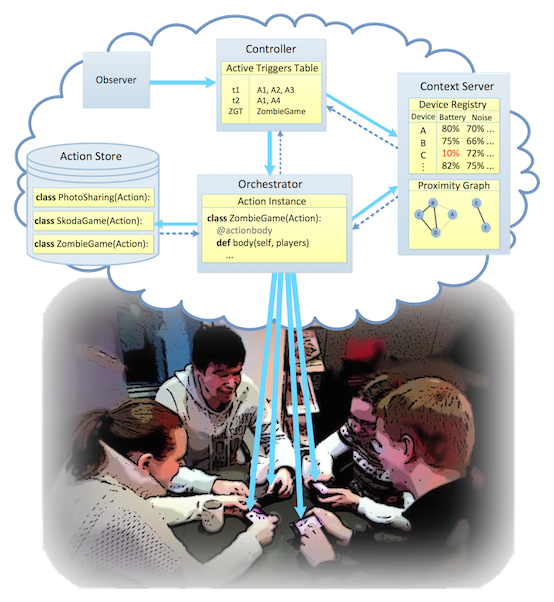 Controller
Active Triggers Table
t1 A1, A2, A3
t2 A1, A4
ZGT ZombieGame
Observer
Context Server
Device Registry
Device Battery Noise
A 80% 70% ...
B 75% 66% ...
C 10% 72% ...
⋮ 82% 75% ...
Proximity Graph
B
C
A
D
E
F
Action Store
class PhotoSharing(Action):
class SkodaGame(Action):
class ZombieGame(Action):
Orchestrator
Action Instance
class ZombieGame(Action):
@actionbody
def body(self, players)
...